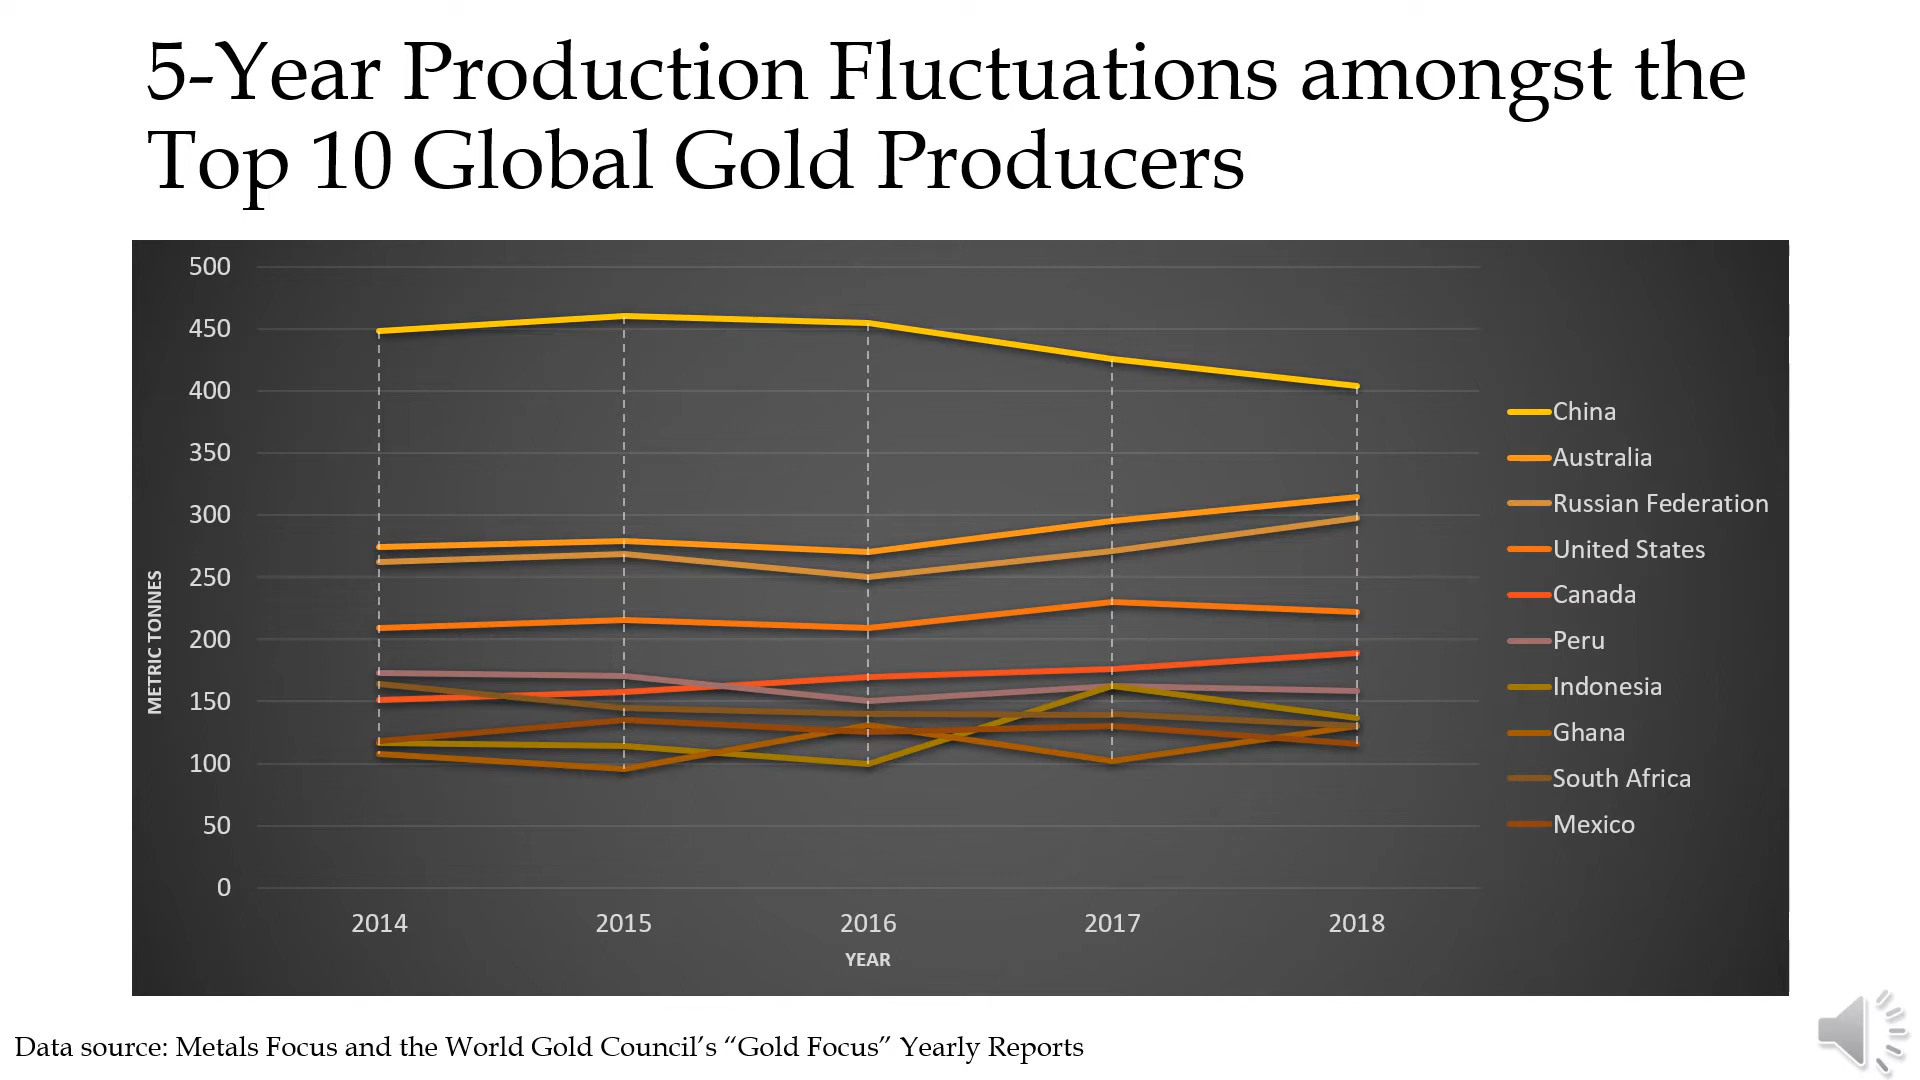 5-Year Production Fluctuations amongst the
Top 10 Global Gold Producers
500
450
400
350
300
250
200
150
100
50
0
METRIC TONNES
2014 2015 2016 2017 2018
YEAR
China
Australia
Russian Federation
United States
Canada
Peru
Indonesia
Ghana
South Africa
Mexico
Data source: Metals Focus and the World Gold Council’s “Gold Focus” Yearly Reports